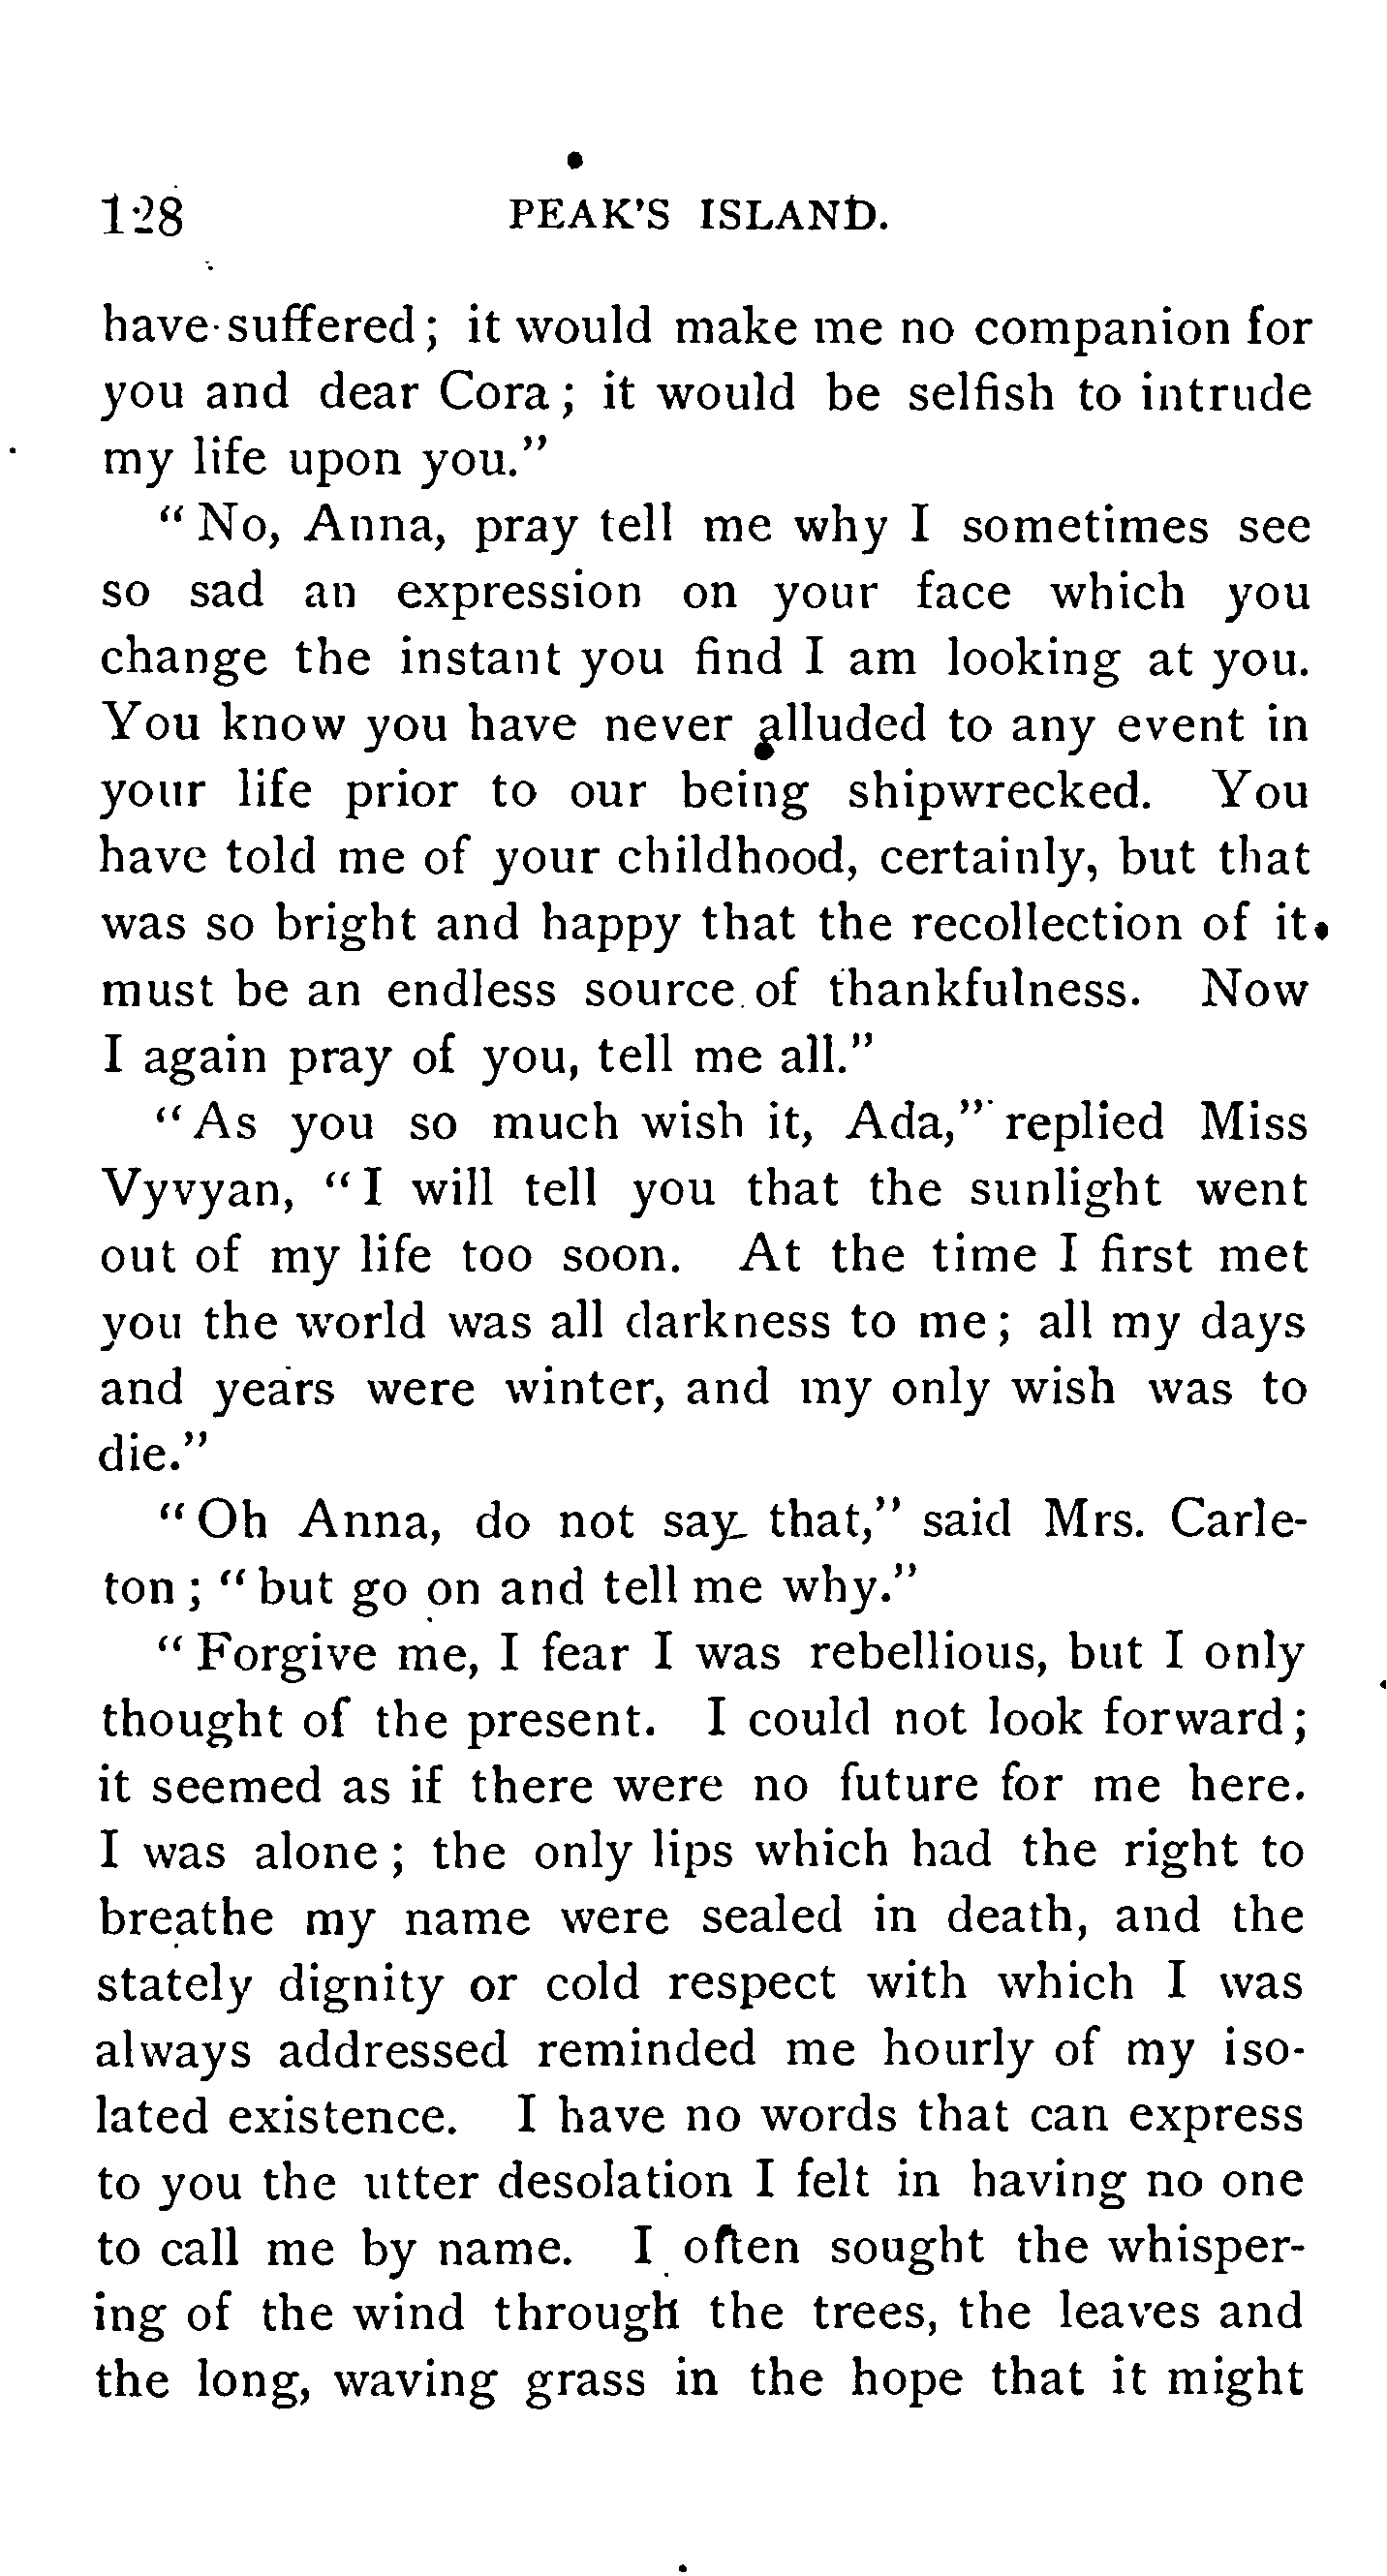 128 PEAK'S ISLAND.
have suffered; it would make me no companion for
you and dear Cora; it would be selfish to intrude
my life upon you."
"No, Anna, pray tell me why I sometimes see
so sad an expression on your face which you
change the instant you find I am looking at you.
You know you have never alluded to any event in
your life prior to our being shipwrecked. You
have told me of your childhood, certainly, but that
was so bright and happy that the recollection of it
must be an endless source of thankfulness. Now
I again pray of you, tell me all."
"As you so much wish it, Ada," replied Miss
Vyvyan, "I will tell you that the sunlight went
out of my life too soon. At the time I first met
you the world was all darkness to me; all my days
and years were winter, and my only wish was to
die."
"Oh Anna, do not say that," said Mrs. Carle-
ton; "but go on and tell me why."
"Forgive me, I fear I was rebellious, but I only
thought of the present. I could not look forward;
it seemed as if there were no future for me here.
I was alone; the only lips which had the right to
breathe my name were sealed in death, and the
stately dignity or cold respect with which I was
always addressed reminded me hourly of my iso-
lated existence. I have no words that can express
to you the utter desolation I felt in having no one
to call me by name. I often sought the whisper-
ing of the wind through the trees, the leaves and
the long, waving grass in the hope that it might